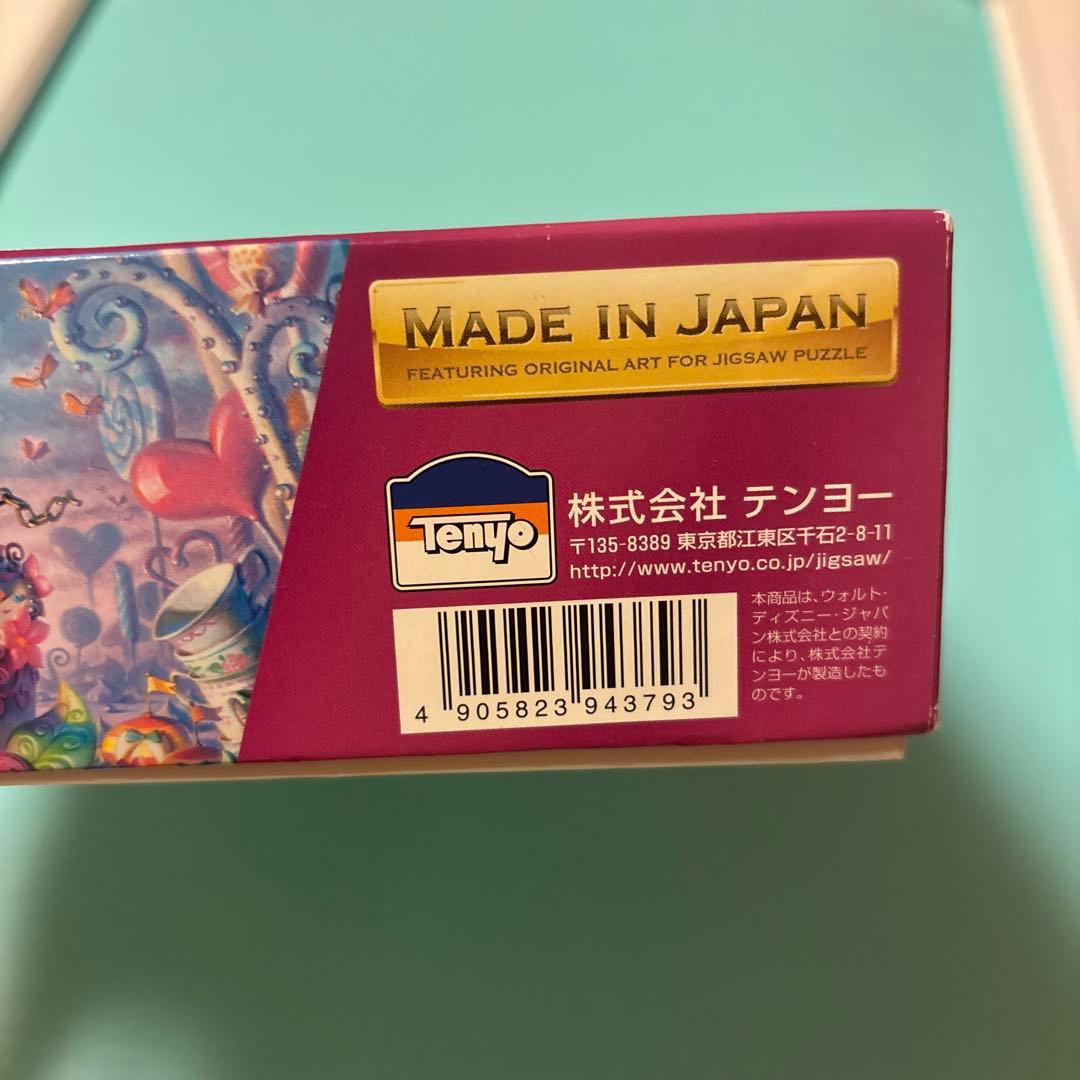 MADE IN JAPAN
FEATURING ORIGINAL ART FOR JIGSAW PUZZLE
Tenyo
株式会社 テンヨー
〒135-8389 東京都江東区千石2-8-11
http://www.tenyo.co.jp/jigsaw/
本商品は、ウォルト・
ディズニー・ジャパ
ン株式会社との契約
により、株式会社テ
ンヨーが製造したも
のです。
4 905823 943793